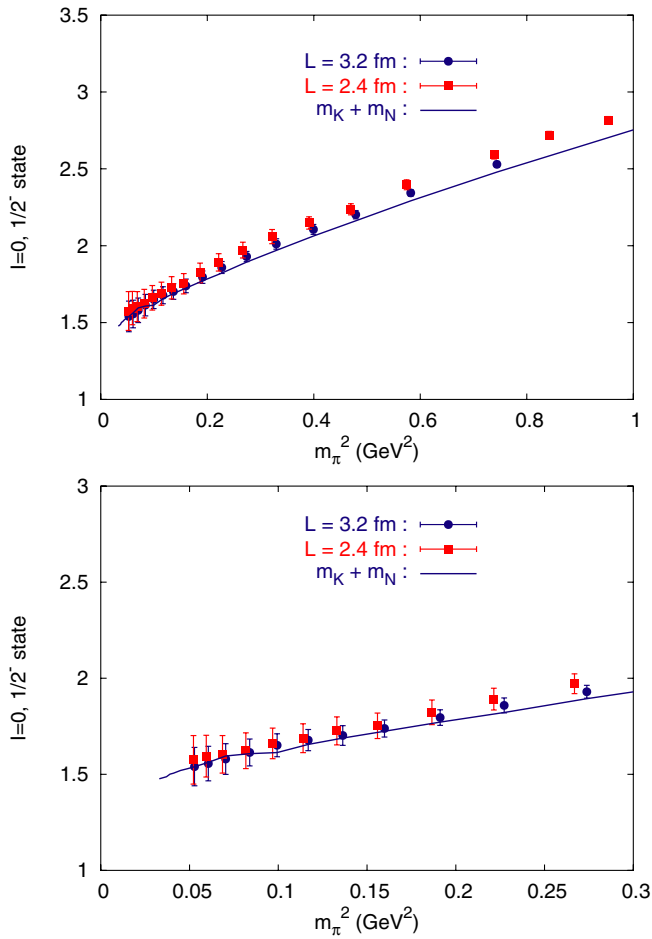 3.5
3
2.5
2
1.5
1
I=0, 1/2⁻ state
L = 3.2 fm :
L = 2.4 fm :
m_K + m_N :
0 0.2 0.4 0.6 0.8 1
m_π² (GeV²)
3
2.5
2
1.5
1
I=0, 1/2⁻ state
L = 3.2 fm :
L = 2.4 fm :
m_K + m_N :
0 0.05 0.1 0.15 0.2 0.25 0.3
m_π² (GeV²)